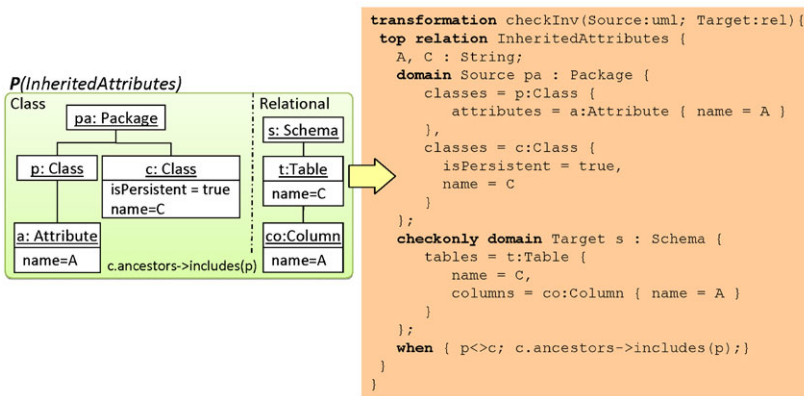 P(InheritedAttributes)
Class
Relational
pa: Package
s: Schema
p: Class
c: Class
isPersistent = true
name=C
t:Table
name=C
a: Attribute
name=A
c.ancestors->includes(p)
co:Column
name=A
transformation checkInv(Source:uml; Target:rel){
top relation InheritedAttributes {
A, C : String;
domain Source pa : Package {
classes = p:Class {
attributes = a:Attribute { name = A }
},
classes = c:Class {
isPersistent = true,
name = C
}
};
checkonly domain Target s : Schema {
tables = t:Table {
name = C,
columns = co:Column { name = A }
}
};
when { p<>c; c.ancestors->includes(p);}
}
}